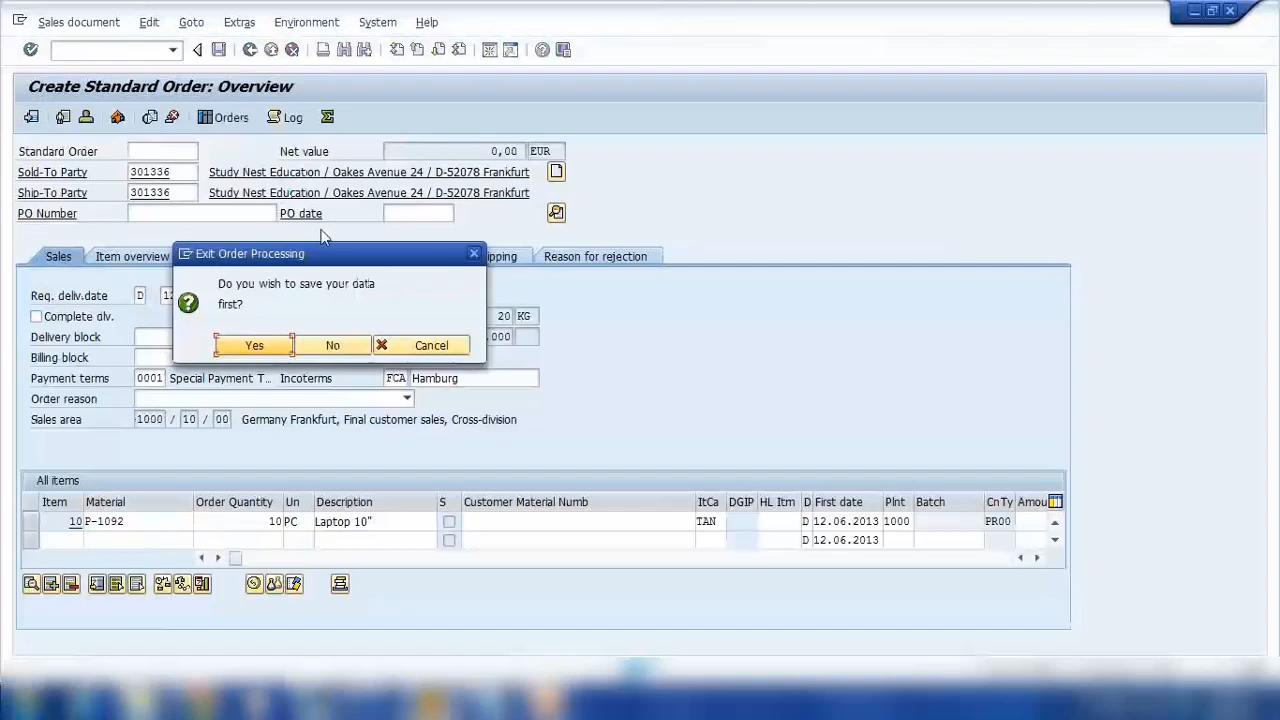 Sales document Edit Goto Extras Environment System Help
Create Standard Order: Overview
Orders Log
Standard Order Net value 0,00 EUR
Sold-To Party 301336 Study Nest Education / Oakes Avenue 24 / D-52078 Frankfurt
Ship-To Party 301336 Study Nest Education / Oakes Avenue 24 / D-52078 Frankfurt
PO Number PO date
Sales Item overview pping Reason for rejection
Exit Order Processing
Do you wish to save your data
first?
Yes No Cancel
Req. deliv.date D 12
Complete dlv. 20 KG
Delivery block 000
Billing block
Payment terms 0001 Special Payment T... Incoterms FCA Hamburg
Order reason
Sales area 1000 / 10 / 00 Germany Frankfurt, Final customer sales, Cross-division
All items
Item Material Order Quantity Un Description S Customer Material Numb ItCa DGIP HL Itm D First date Plnt Batch CnTy Amou
10 P-1092 10 PC Laptop 10" TAN D 12.06.2013 1000 PR00
D 12.06.2013